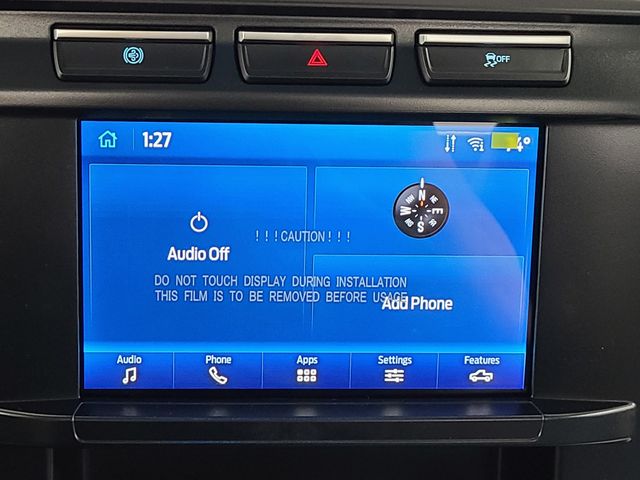 OFF
1:27
74°
N
W E
S
Audio Off
!!!CAUTION!!!
DO NOT TOUCH DISPLAY DURING INSTALLATION
THIS FILM IS TO BE REMOVED BEFORE USAGE
Add Phone
Audio Phone Apps Settings Features